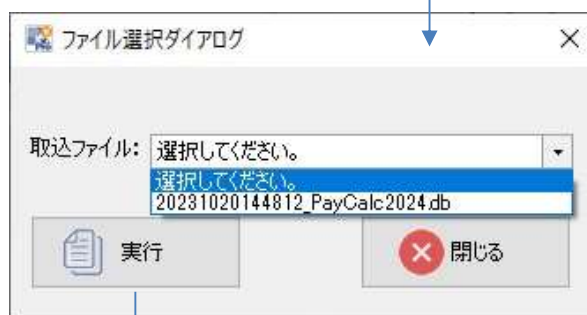 ファイル選択ダイアログ
取込ファイル: 選択してください。
選択してください。
20231020144812_PayCalc2024.db
実行 閉じる